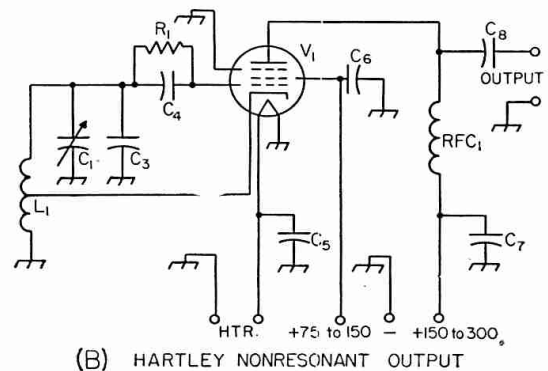 R1
V1
C6
C8
OUTPUT
C4
C1
C3
RFC1
L1
C5
C7
HTR. +75 to 150 − +150 to 300
(B) HARTLEY NONRESONANT OUTPUT